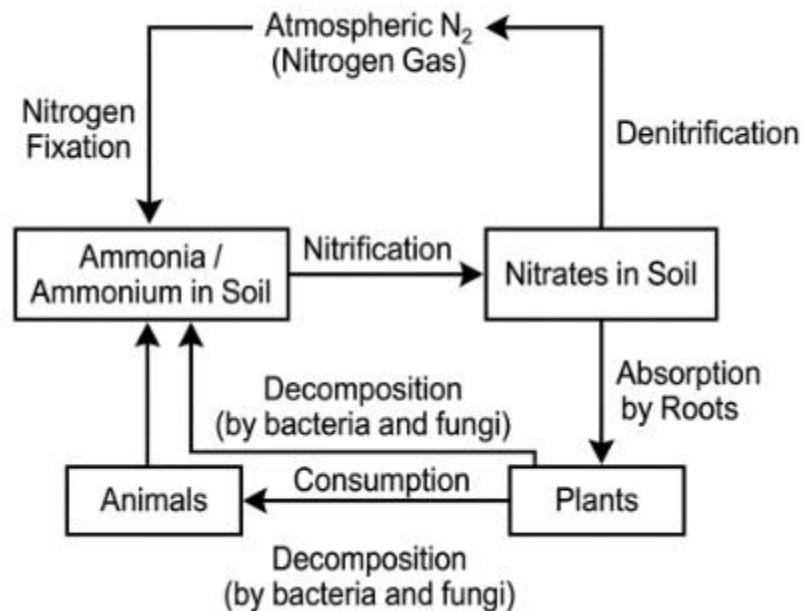 Atmospheric N₂
(Nitrogen Gas)
Nitrogen
Fixation
Denitrification
Ammonia /
Ammonium in Soil
Nitrification
Nitrates in Soil
Decomposition
(by bacteria and fungi)
Absorption
by Roots
Animals
Consumption
Plants
Decomposition
(by bacteria and fungi)